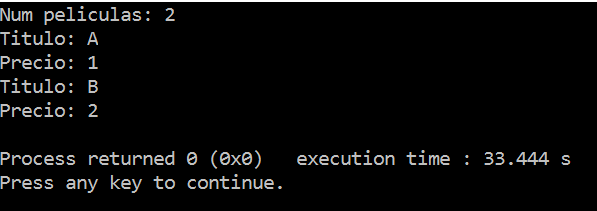 Num peliculas: 2
Titulo: A
Precio: 1
Titulo: B
Precio: 2
Process returned 0 (0x0)   execution time : 33.444 s
Press any key to continue.